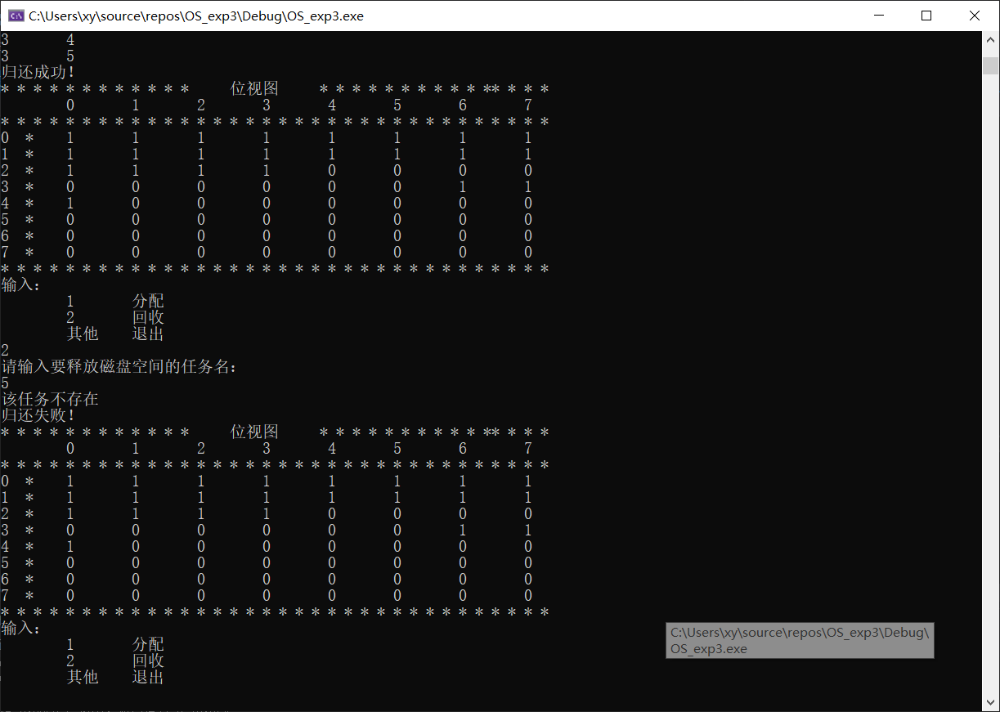 C:\Users\xy\source\repos\OS_exp3\Debug\OS_exp3.exe
3 4
3 5
归还成功!
* * * * * * * * * * * * 位视图 * * * * * * * * * * ** * * *
0 1 2 3 4 5 6 7
* * * * * * * * * * * * * * * * * * * * * * * * * * * * * * * * * *
0 * 1 1 1 1 1 1 1 1
1 * 1 1 1 1 1 1 1 1
2 * 1 1 1 1 0 0 0 0
3 * 0 0 0 0 0 0 1 1
4 * 1 0 0 0 0 0 0 0
5 * 0 0 0 0 0 0 0 0
6 * 0 0 0 0 0 0 0 0
7 * 0 0 0 0 0 0 0 0
* * * * * * * * * * * * * * * * * * * * * * * * * * * * * * * * * *
输入:
1 分配
2 回收
其他 退出
2
请输入要释放磁盘空间的任务名:
5
该任务不存在
归还失败!
* * * * * * * * * * * * 位视图 * * * * * * * * * * ** * * *
0 1 2 3 4 5 6 7
* * * * * * * * * * * * * * * * * * * * * * * * * * * * * * * * * *
0 * 1 1 1 1 1 1 1 1
1 * 1 1 1 1 1 1 1 1
2 * 1 1 1 1 0 0 0 0
3 * 0 0 0 0 0 0 1 1
4 * 1 0 0 0 0 0 0 0
5 * 0 0 0 0 0 0 0 0
6 * 0 0 0 0 0 0 0 0
7 * 0 0 0 0 0 0 0 0
* * * * * * * * * * * * * * * * * * * * * * * * * * * * * * * * * *
输入:
1 分配
2 回收
其他 退出
C:\Users\xy\source\repos\OS_exp3\Debug\
OS_exp3.exe